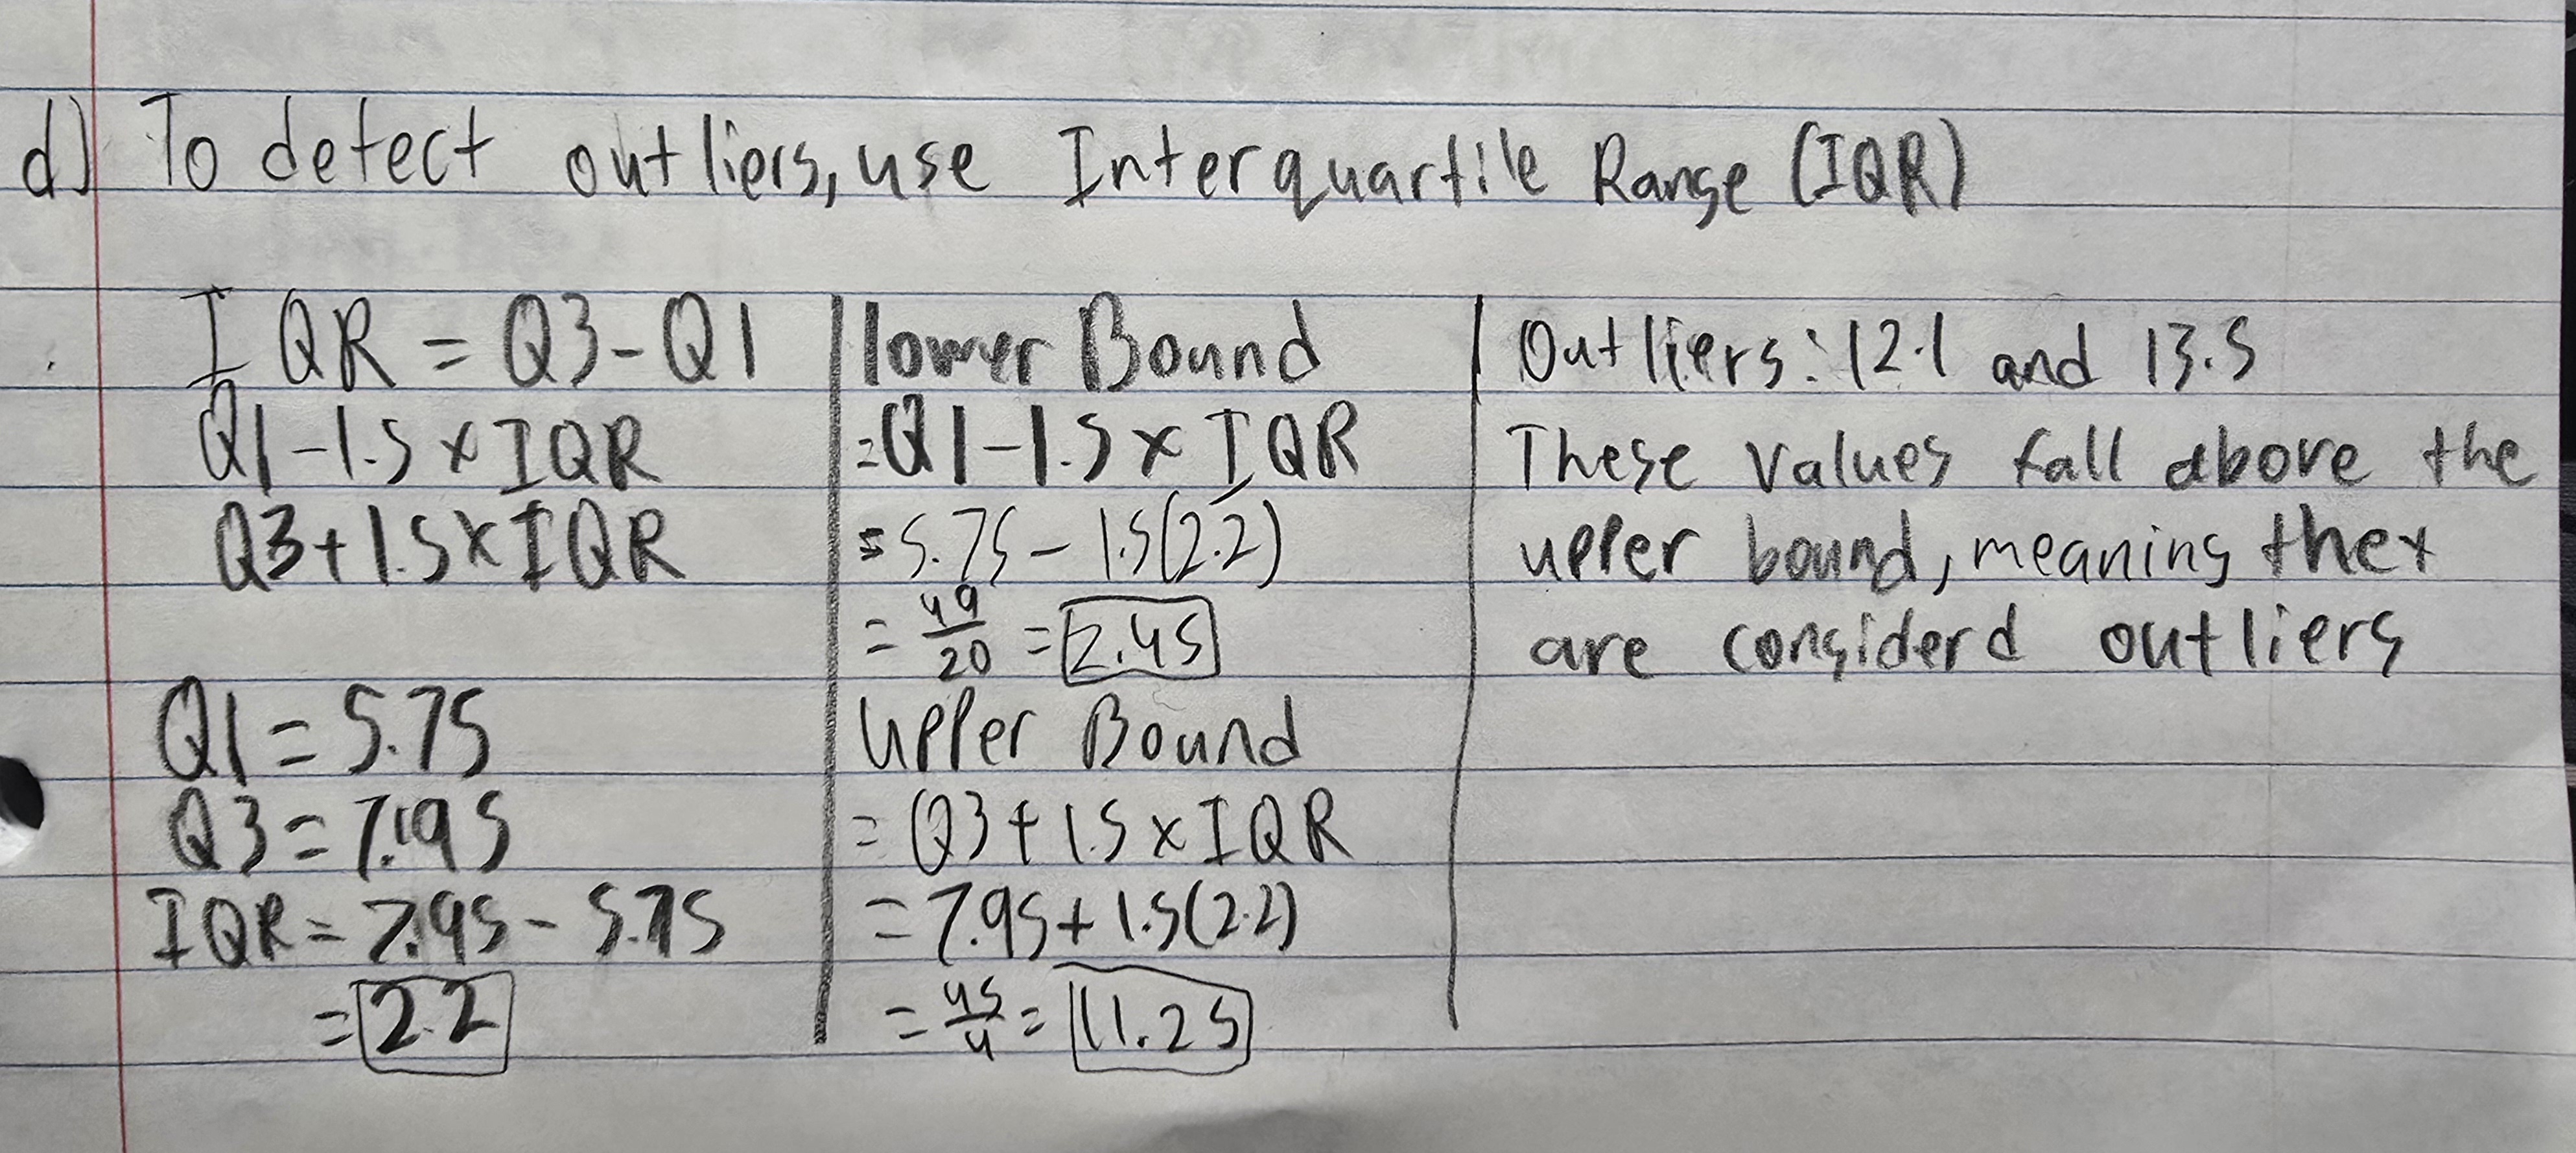 d) To detect outliers, use Interquartile Range (IQR)
IQR = Q3-Q1
Q1-1.5 x IQR
Q3+1.5 x IQR
Q1 = 5.75
Q3 = 7.95
IQR = 7.95 - 5.75
= 2.2
lower Bound
= Q1-1.5 x IQR
= 5.75 - 1.5(2.2)
= 49/20 = 2.45
upper Bound
= Q3 + 1.5 x IQR
= 7.95 + 1.5(2.2)
= 45/4 = 11.25
Outliers: 12.1 and 13.5
These values fall above the
upper bound, meaning they
are considerd outliers